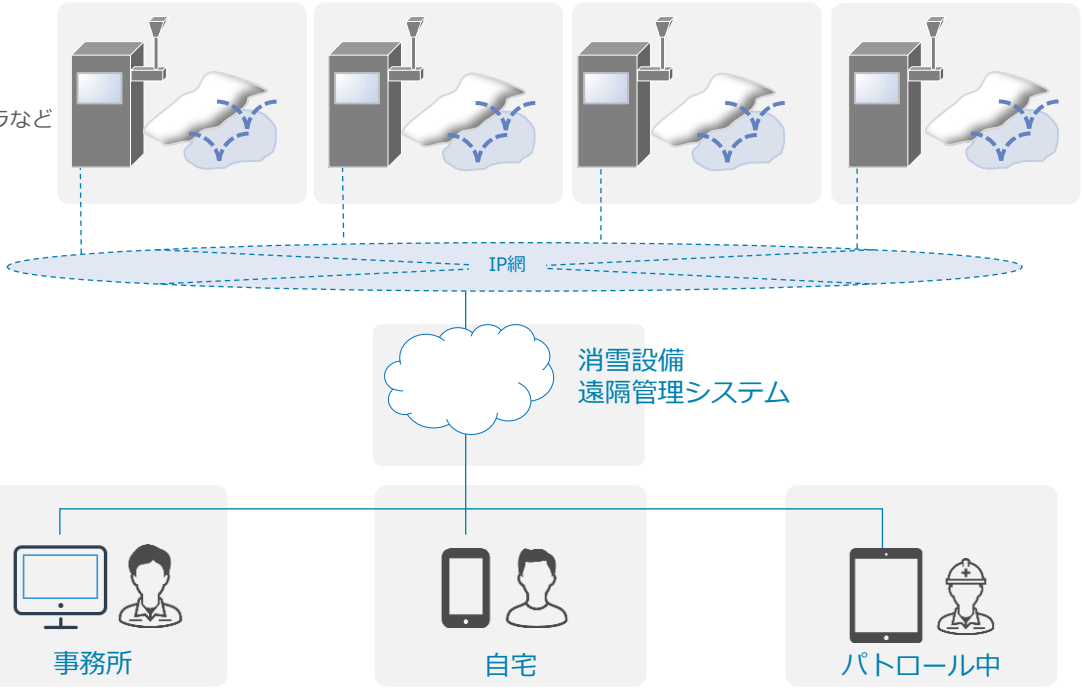 ラなど
IP網
消雪設備
遠隔管理システム
事務所
自宅
パトロール中